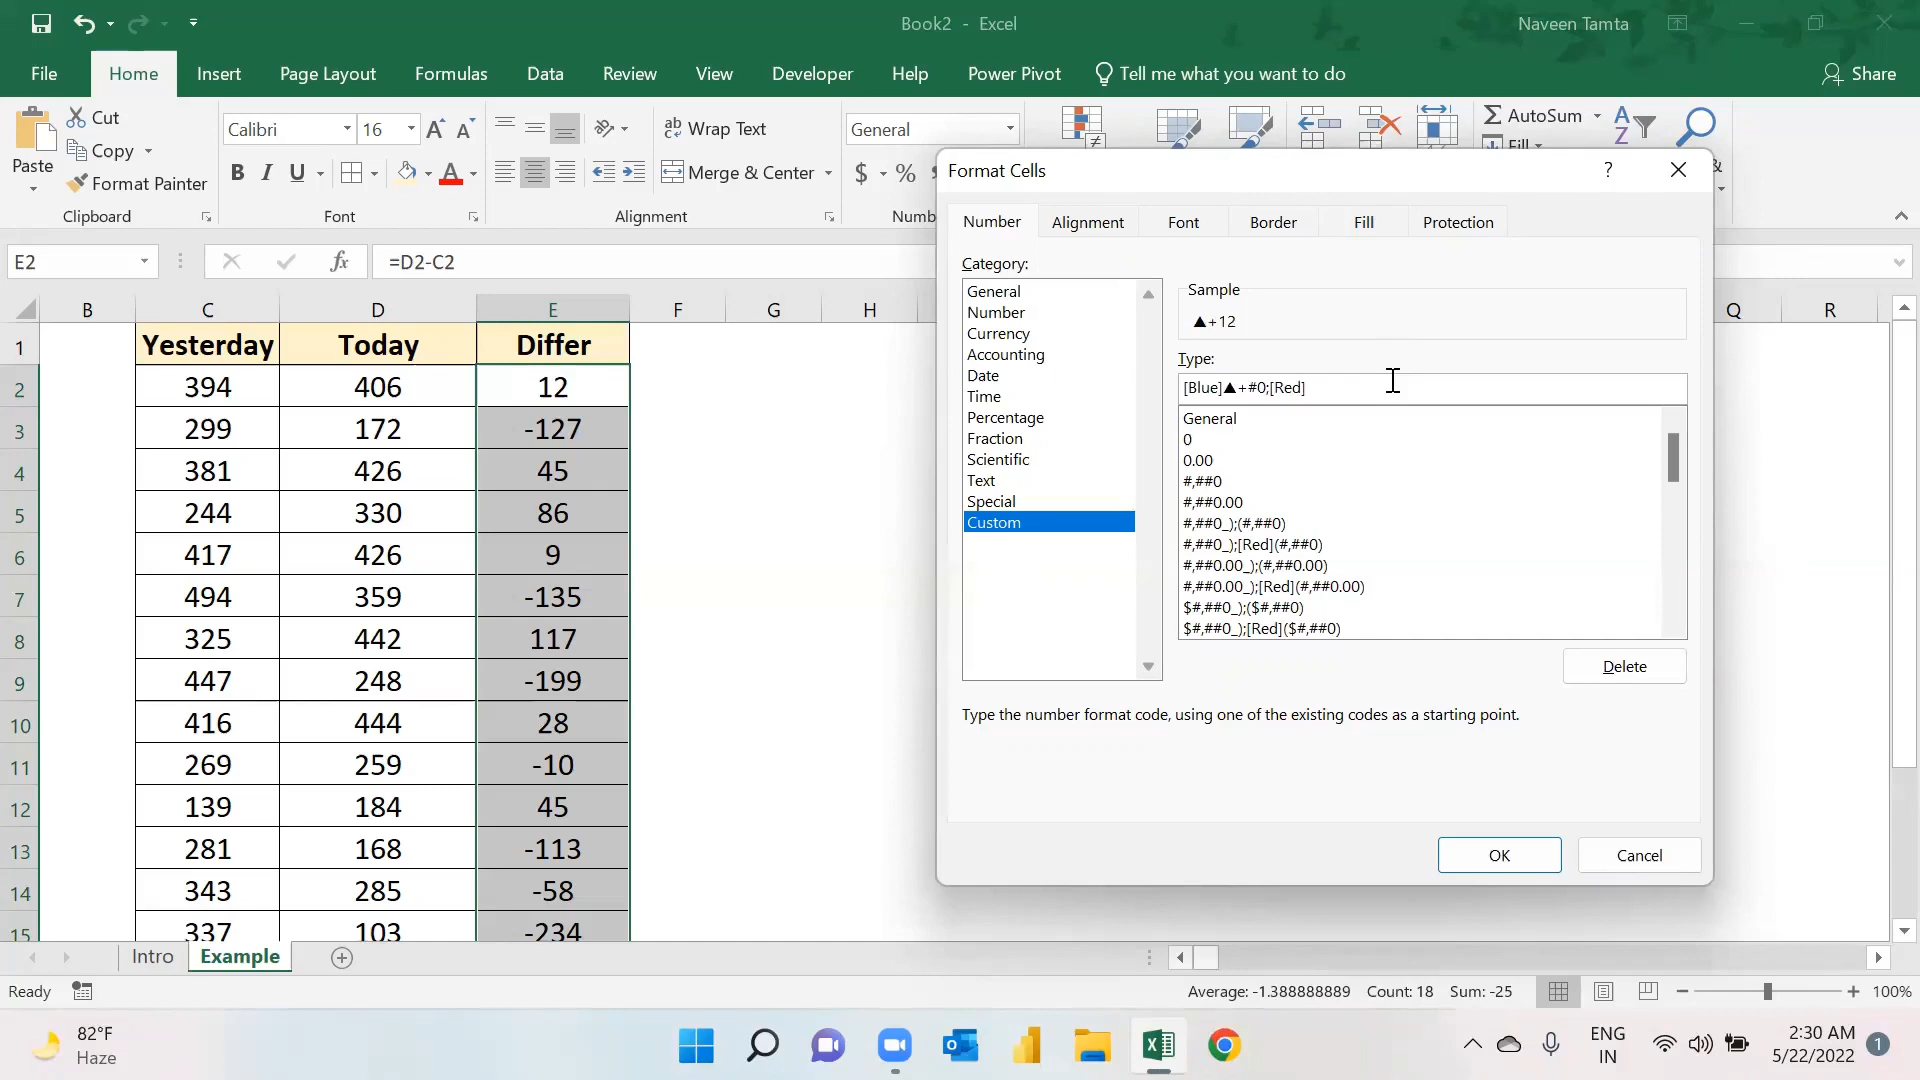 Book2 - Excel
Naveen Tamta
File Home Insert Page Layout Formulas Data Review View Developer Help Power Pivot Tell me what you want to do Share
Paste
Cut
Copy
Format Painter
Clipboard
Calibri 16
B I U
Font
ab Wrap Text
Merge & Center
Alignment
General
$ %
AutoSum
Fill
E2 fx =D2-C2
B C D E F G H Q R
1 Yesterday Today Differ
2 394 406 12
3 299 172 -127
4 381 426 45
5 244 330 86
6 417 426 9
7 494 359 -135
8 325 442 117
9 447 248 -199
10 416 444 28
11 269 259 -10
12 139 184 45
13 281 168 -113
14 343 285 -58
15 337 103 -234
Format Cells ?
Number Alignment Font Border Fill Protection
Category:
General
Number
Currency
Accounting
Date
Time
Percentage
Fraction
Scientific
Text
Special
Custom
Sample
▲+12
Type:
[Blue]▲+#0;[Red]
General
0
0.00
#,##0
#,##0.00
#,##0_);(#,##0)
#,##0_);[Red](#,##0)
#,##0.00_);(#,##0.00)
#,##0.00_);[Red](#,##0.00)
$#,##0_);($#,##0)
$#,##0_);[Red]($#,##0)
Delete
Type the number format code, using one of the existing codes as a starting point.
OK Cancel
Intro Example
Ready
Average: -1.388888889 Count: 18 Sum: -25
100%
82°F
Haze
ENG
IN
2:30 AM
5/22/2022
1